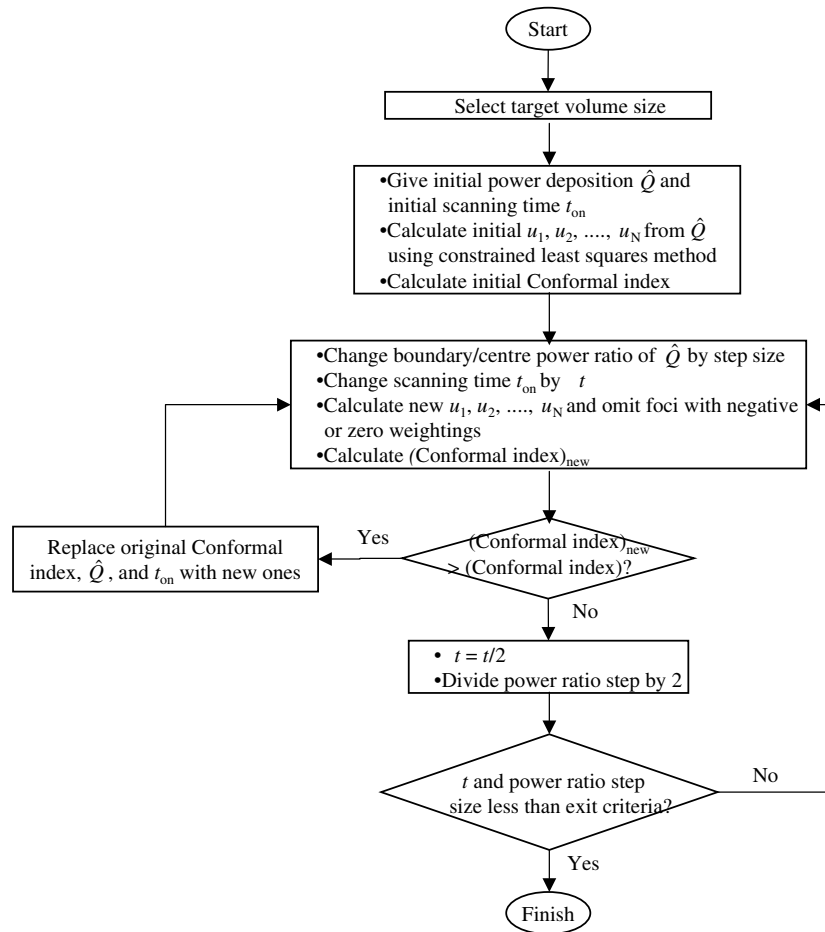 Start
Select target volume size
•Give initial power deposition Q̂ and
initial scanning time t_on
•Calculate initial u_1, u_2, ...., u_N from Q̂
using constrained least squares method
•Calculate initial Conformal index
•Change boundary/centre power ratio of Q̂ by step size
•Change scanning time t_on by t
•Calculate new u_1, u_2, ...., u_N and omit foci with negative
or zero weightings
•Calculate (Conformal index)_new
Yes
Replace original Conformal
index, Q̂, and t_on with new ones
(Conformal index)_new
> (Conformal index)?
No
• t = t/2
•Divide power ratio step by 2
t and power ratio step
size less than exit criteria?
No
Yes
Finish